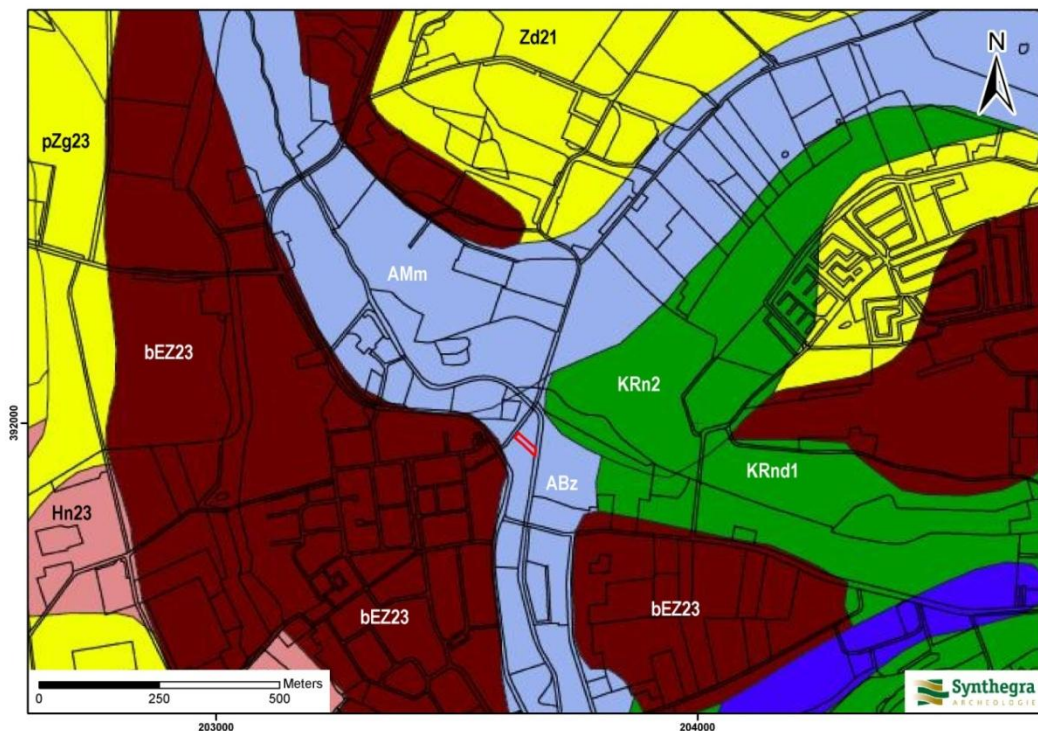 Zd21
N
pZg23
AMm
bEZ23
KRn2
392000
KRnd1
ABz
Hn23
bEZ23
bEZ23
Meters
0 250 500
Synthegra
ARCHEOLOGIE
203000
204000